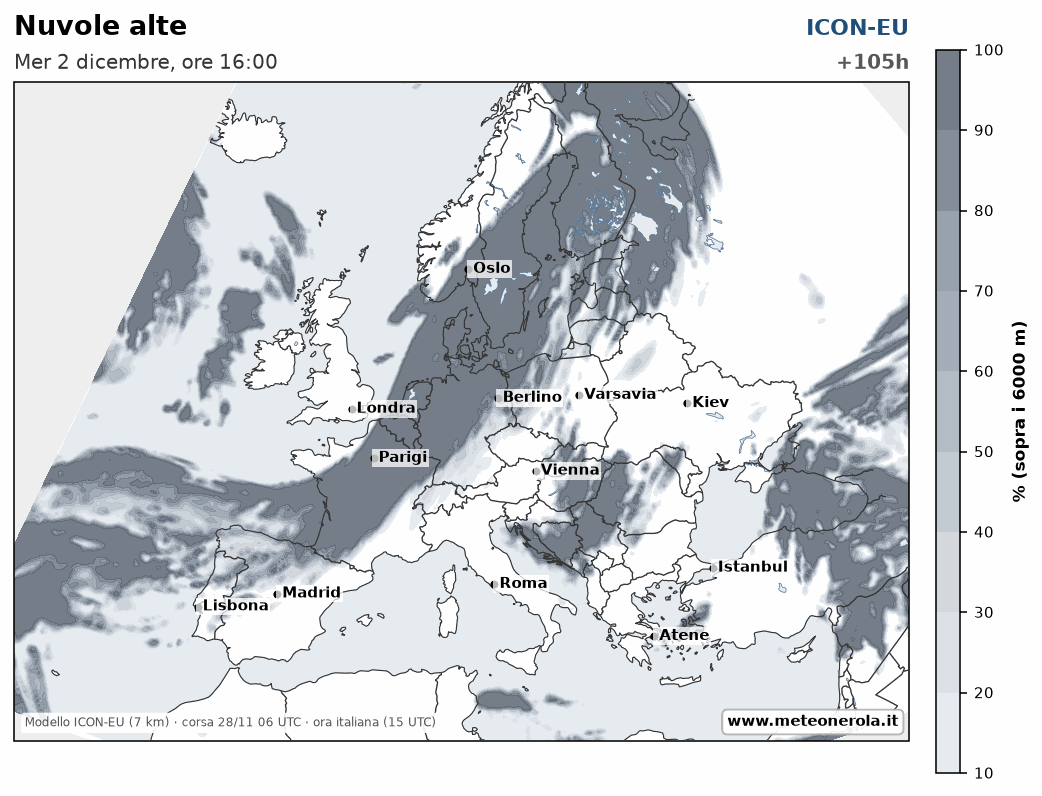 Nuvole alte
ICON-EU
Mer 2 dicembre, ore 16:00
+105h
100
90
80
70
60
50
40
30
20
10
% (sopra i 6000 m)
Oslo
Berlino
Varsavia
Kiev
Londra
Parigi
Vienna
Istanbul
Roma
Madrid
Lisbona
Atene
Modello ICON-EU (7 km) · corsa 28/11 06 UTC · ora italiana (15 UTC)
www.meteonerola.it